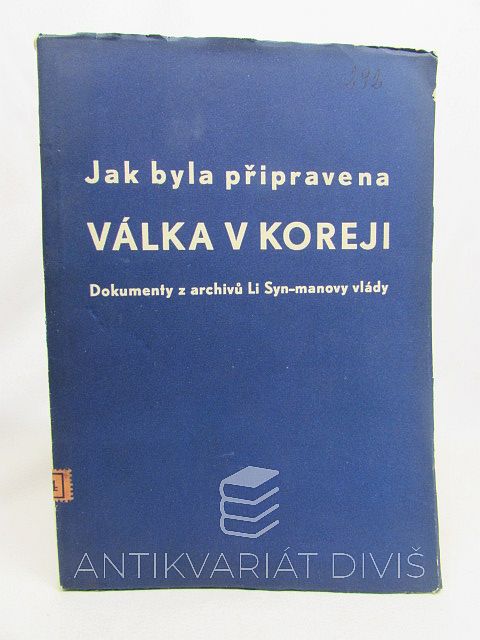 Jak byla připravena
VÁLKA V KOREJI
Dokumenty z archivů Li Syn-manovy vlády
ANTIKVARIÁT DIVIŠ